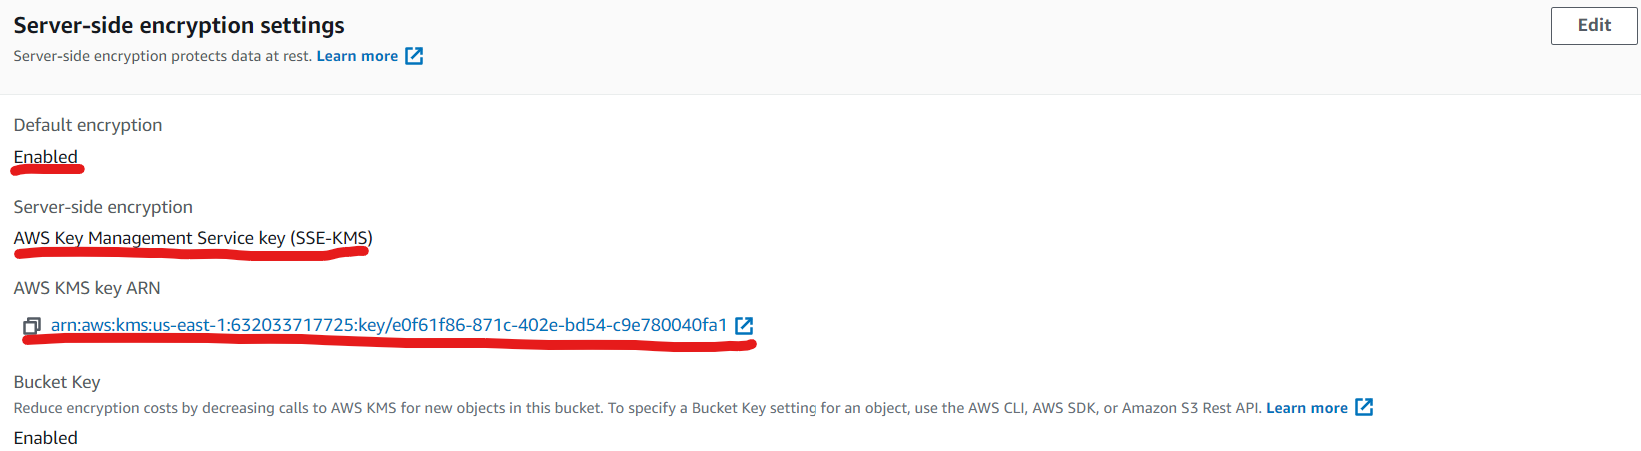 Server-side encryption settings
Edit
Server-side encryption protects data at rest. Learn more
Default encryption
Enabled
Server-side encryption
AWS Key Management Service key (SSE-KMS)
AWS KMS key ARN
arn:aws:kms:us-east-1:632033717725:key/e0f61f86-871c-402e-bd54-c9e780040fa1
Bucket Key
Reduce encryption costs by decreasing calls to AWS KMS for new objects in this bucket. To specify a Bucket Key setting for an object, use the AWS CLI, AWS SDK, or Amazon S3 Rest API. Learn more
Enabled